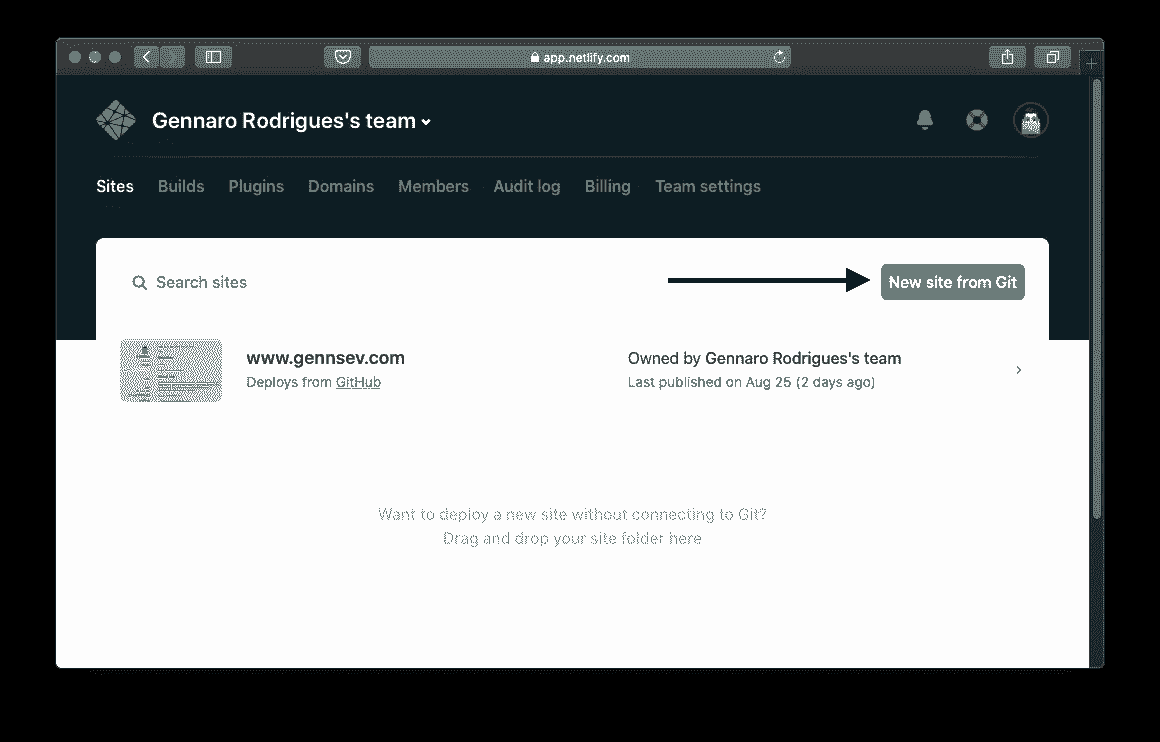 app.netlify.com
Gennaro Rodrigues's team
Sites Builds Plugins Domains Members Audit log Billing Team settings
Search sites
New site from Git
www.gennsev.com
Owned by Gennaro Rodrigues's team
Deploys from GitHub
Last published on Aug 25 (2 days ago)
Want to deploy a new site without connecting to Git?
Drag and drop your site folder here